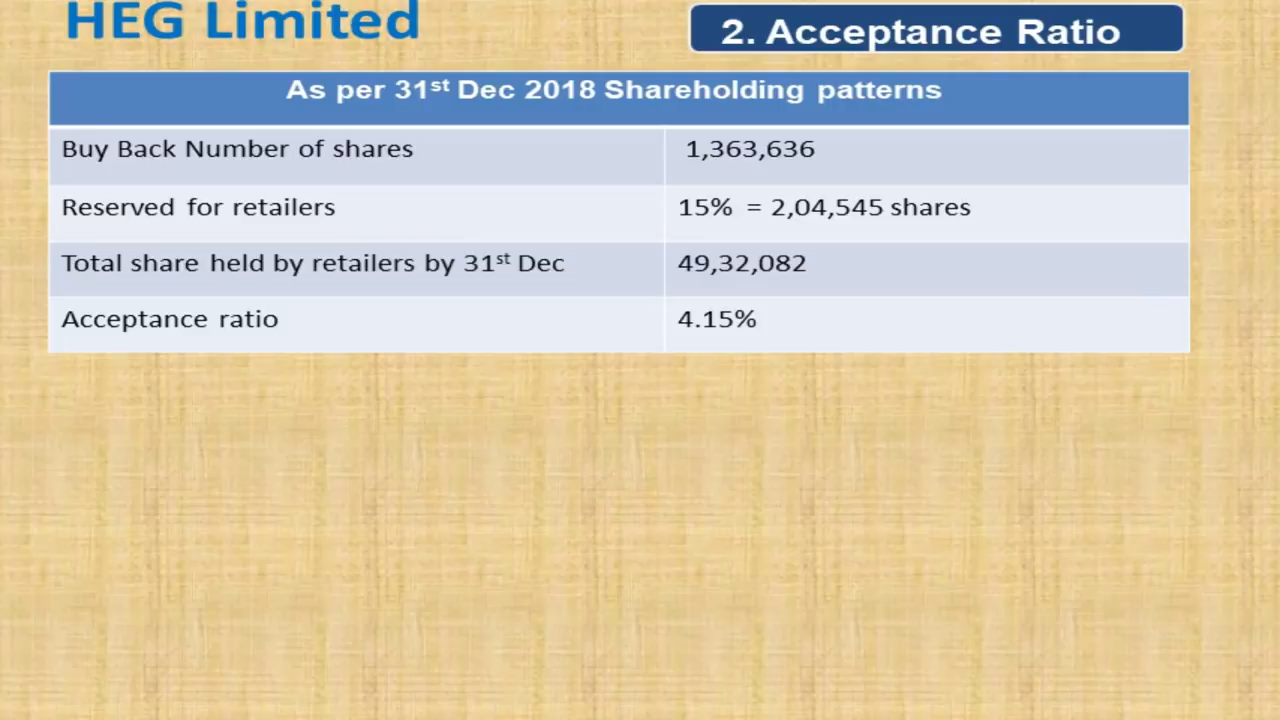 HEG Limited
2. Acceptance Ratio
As per 31st Dec 2018 Shareholding patterns
Buy Back Number of shares 1,363,636
Reserved for retailers 15% = 2,04,545 shares
Total share held by retailers by 31st Dec 49,32,082
Acceptance ratio 4.15%